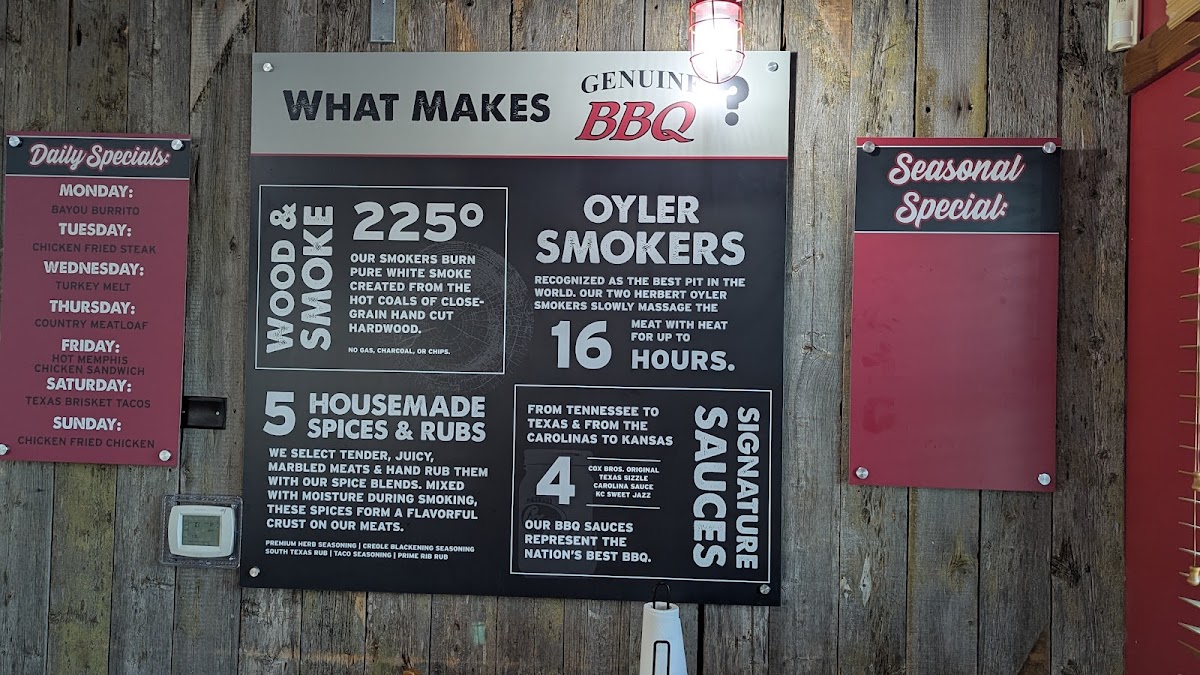 Daily Specials:
MONDAY:
BAYOU BURRITO
TUESDAY:
CHICKEN FRIED STEAK
WEDNESDAY:
TURKEY MELT
THURSDAY:
COUNTRY MEATLOAF
FRIDAY:
HOT MEMPHIS
CHICKEN SANDWICH
SATURDAY:
TEXAS BRISKET TACOS
SUNDAY:
CHICKEN FRIED CHICKEN
WHAT MAKES GENUINE BBQ ?
WOOD &
SMOKE
225°
OUR SMOKERS BURN
PURE WHITE SMOKE
CREATED FROM THE
HOT COALS OF CLOSE-
GRAIN HAND CUT
HARDWOOD.
NO GAS, CHARCOAL, OR CHIPS.
OYLER
SMOKERS
RECOGNIZED AS THE BEST PIT IN THE
WORLD. OUR TWO HERBERT OYLER
SMOKERS SLOWLY MASSAGE THE
16
MEAT WITH HEAT
FOR UP TO
HOURS.
5 HOUSEMADE
SPICES & RUBS
WE SELECT TENDER, JUICY,
MARBLED MEATS & HAND RUB THEM
WITH OUR SPICE BLENDS. MIXED
WITH MOISTURE DURING SMOKING,
THESE SPICES FORM A FLAVORFUL
CRUST ON OUR MEATS.
PREMIUM HERB SEASONING | CREOLE BLACKENING SEASONING
SOUTH TEXAS RUB | TACO SEASONING | PRIME RIB RUB
FROM TENNESSEE TO
TEXAS & FROM THE
CAROLINAS TO KANSAS
4
COX BROS. ORIGINAL
TEXAS SIZZLE
CAROLINA SAUCE
KC SWEET JAZZ
OUR BBQ SAUCES
REPRESENT THE
NATION'S BEST BBQ.
SIGNATURE
SAUCES
Seasonal
Special: